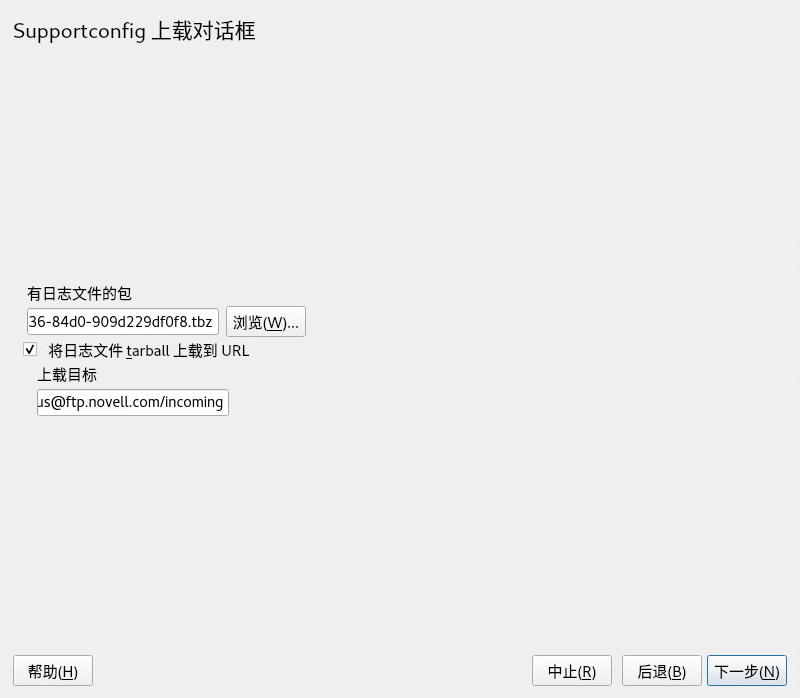 Supportconfig 上载对话框
有日志文件的包
36-84d0-909d229df0f8.tbz 浏览(W)...
将日志文件 tarball 上载到 URL
上载目标
us@ftp.novell.com/incoming
帮助(H) 中止(R) 后退(B) 下一步(N)